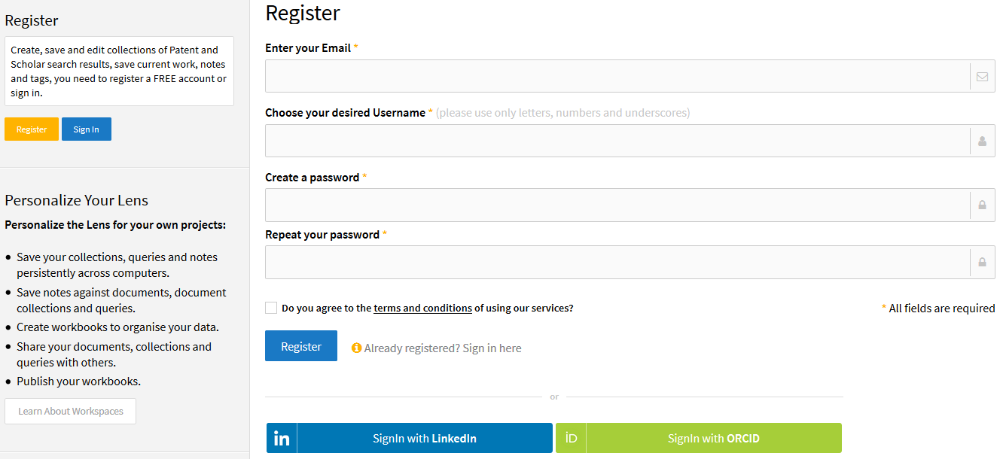 Register
Create, save and edit collections of Patent and
Scholar search results, save current work, notes
and tags, you need to register a FREE account or
sign in.
Register
Sign In
Personalize Your Lens
Personalize the Lens for your own projects:
● Save your collections, queries and notes
persistently across computers.
● Save notes against documents, document
collections and queries.
● Create workbooks to organise your data.
● Share your documents, collections and
queries with others.
● Publish your workbooks.
Learn About Workspaces
Register
Enter your Email *
Choose your desired Username * (please use only letters, numbers and underscores)
Create a password *
Repeat your password *
Do you agree to the terms and conditions of using our services?
* All fields are required
Register
Already registered? Sign in here
or
in SignIn with LinkedIn
iD SignIn with ORCID